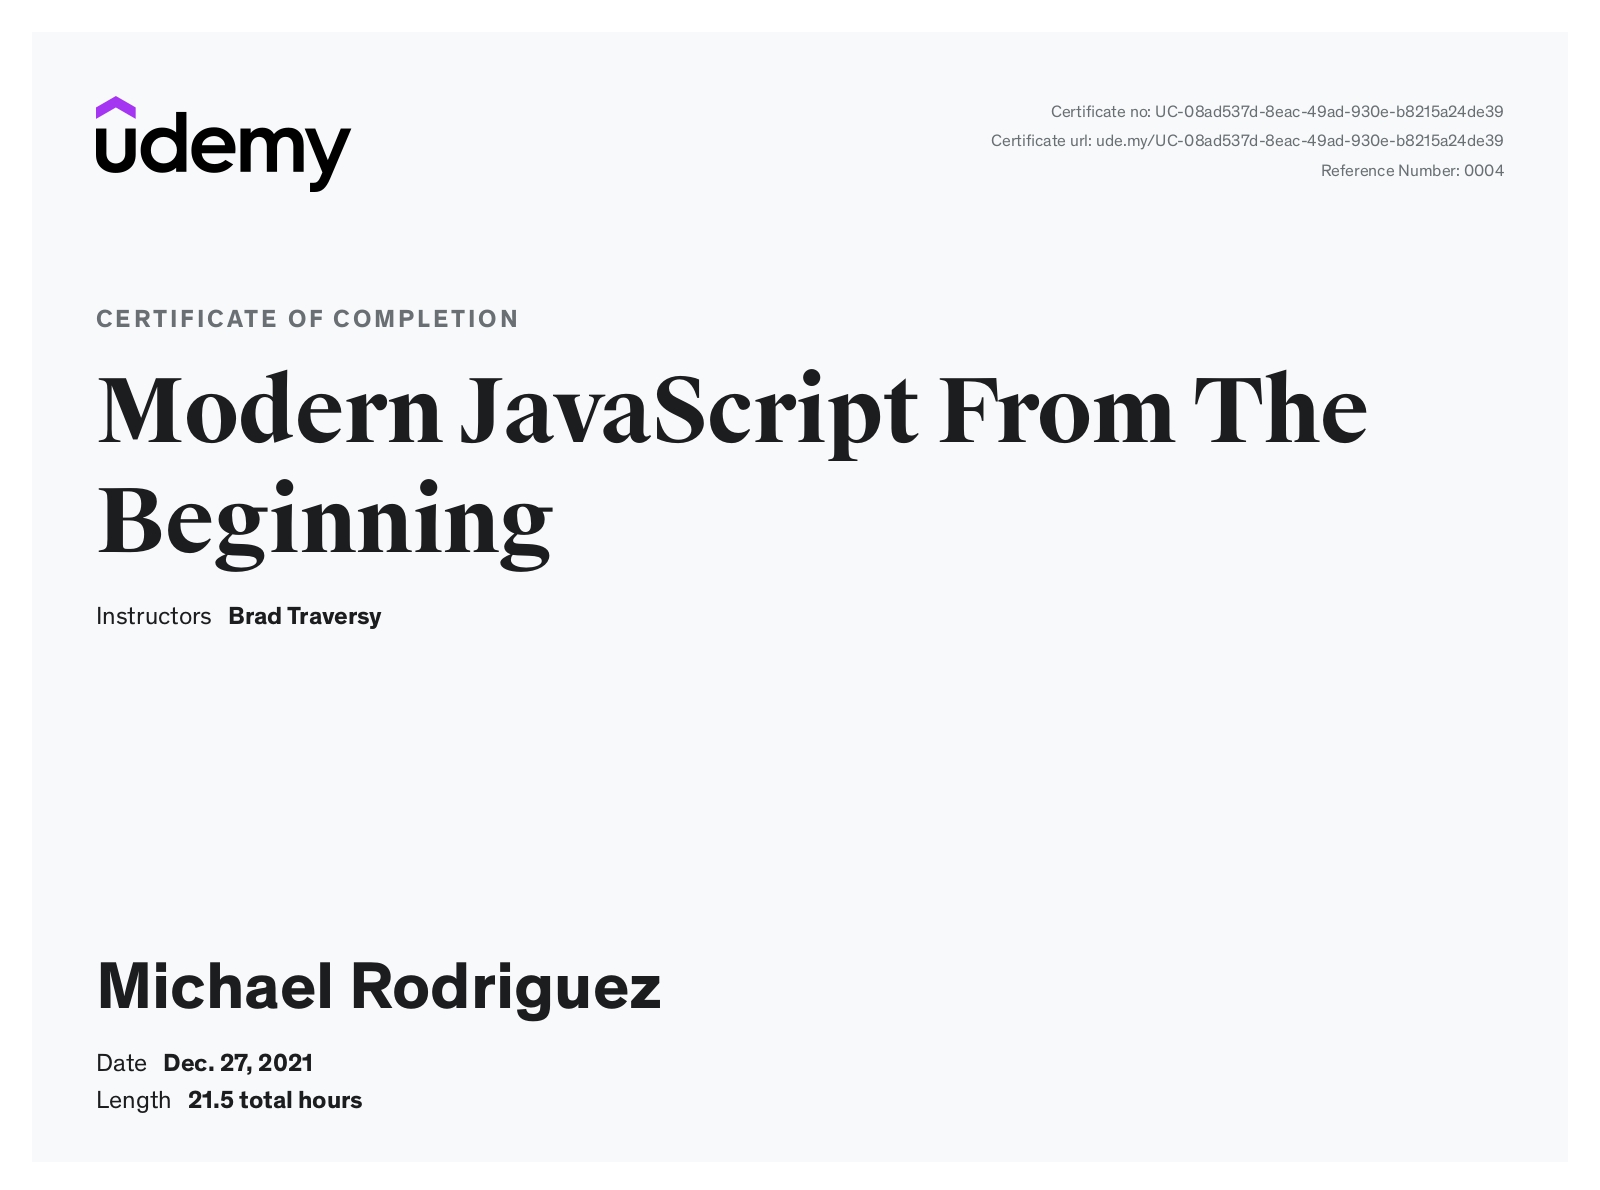 udemy
Certificate no: UC-08ad537d-8eac-49ad-930e-b8215a24de39
Certificate url: ude.my/UC-08ad537d-8eac-49ad-930e-b8215a24de39
Reference Number: 0004
CERTIFICATE OF COMPLETION
Modern JavaScript From The
Beginning
Instructors Brad Traversy
Michael Rodriguez
Date Dec. 27, 2021
Length 21.5 total hours